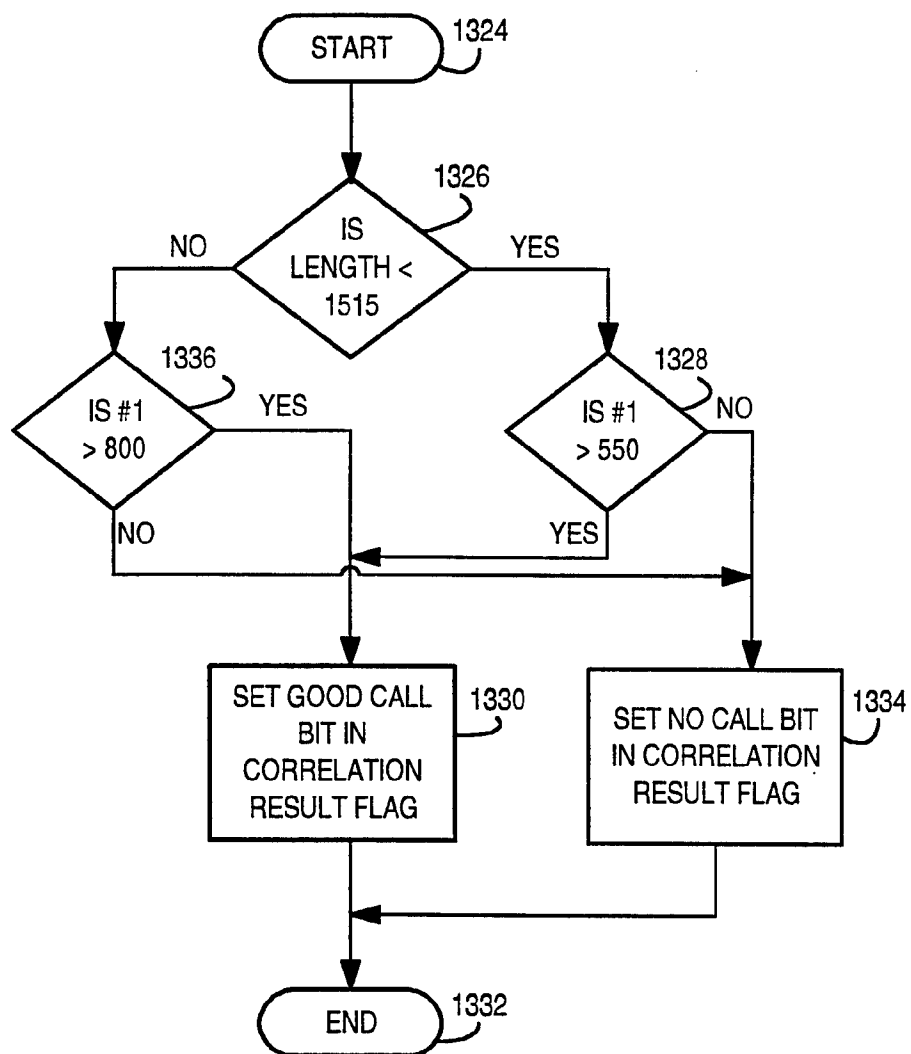 START
1324
1326
IS
LENGTH <
1515
NO
YES
1336
IS #1
> 800
YES
NO
1328
IS #1
> 550
NO
YES
SET GOOD CALL
BIT IN
CORRELATION
RESULT FLAG
1330
SET NO CALL BIT
IN CORRELATION
RESULT FLAG
1334
END
1332